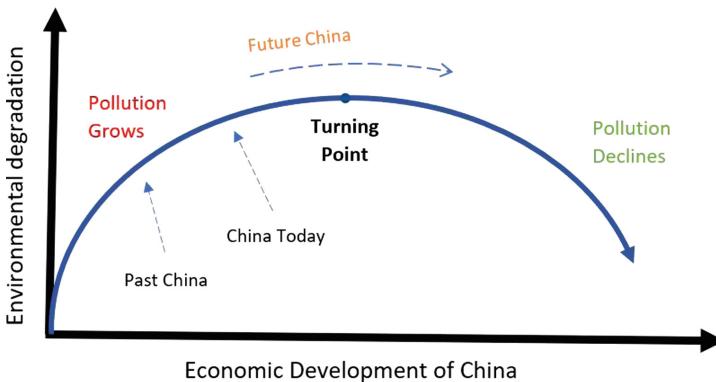 Future China
Pollution
Grows
Turning
Point
Pollution
Declines
China Today
Past China
Environmental degradation
Economic Development of China